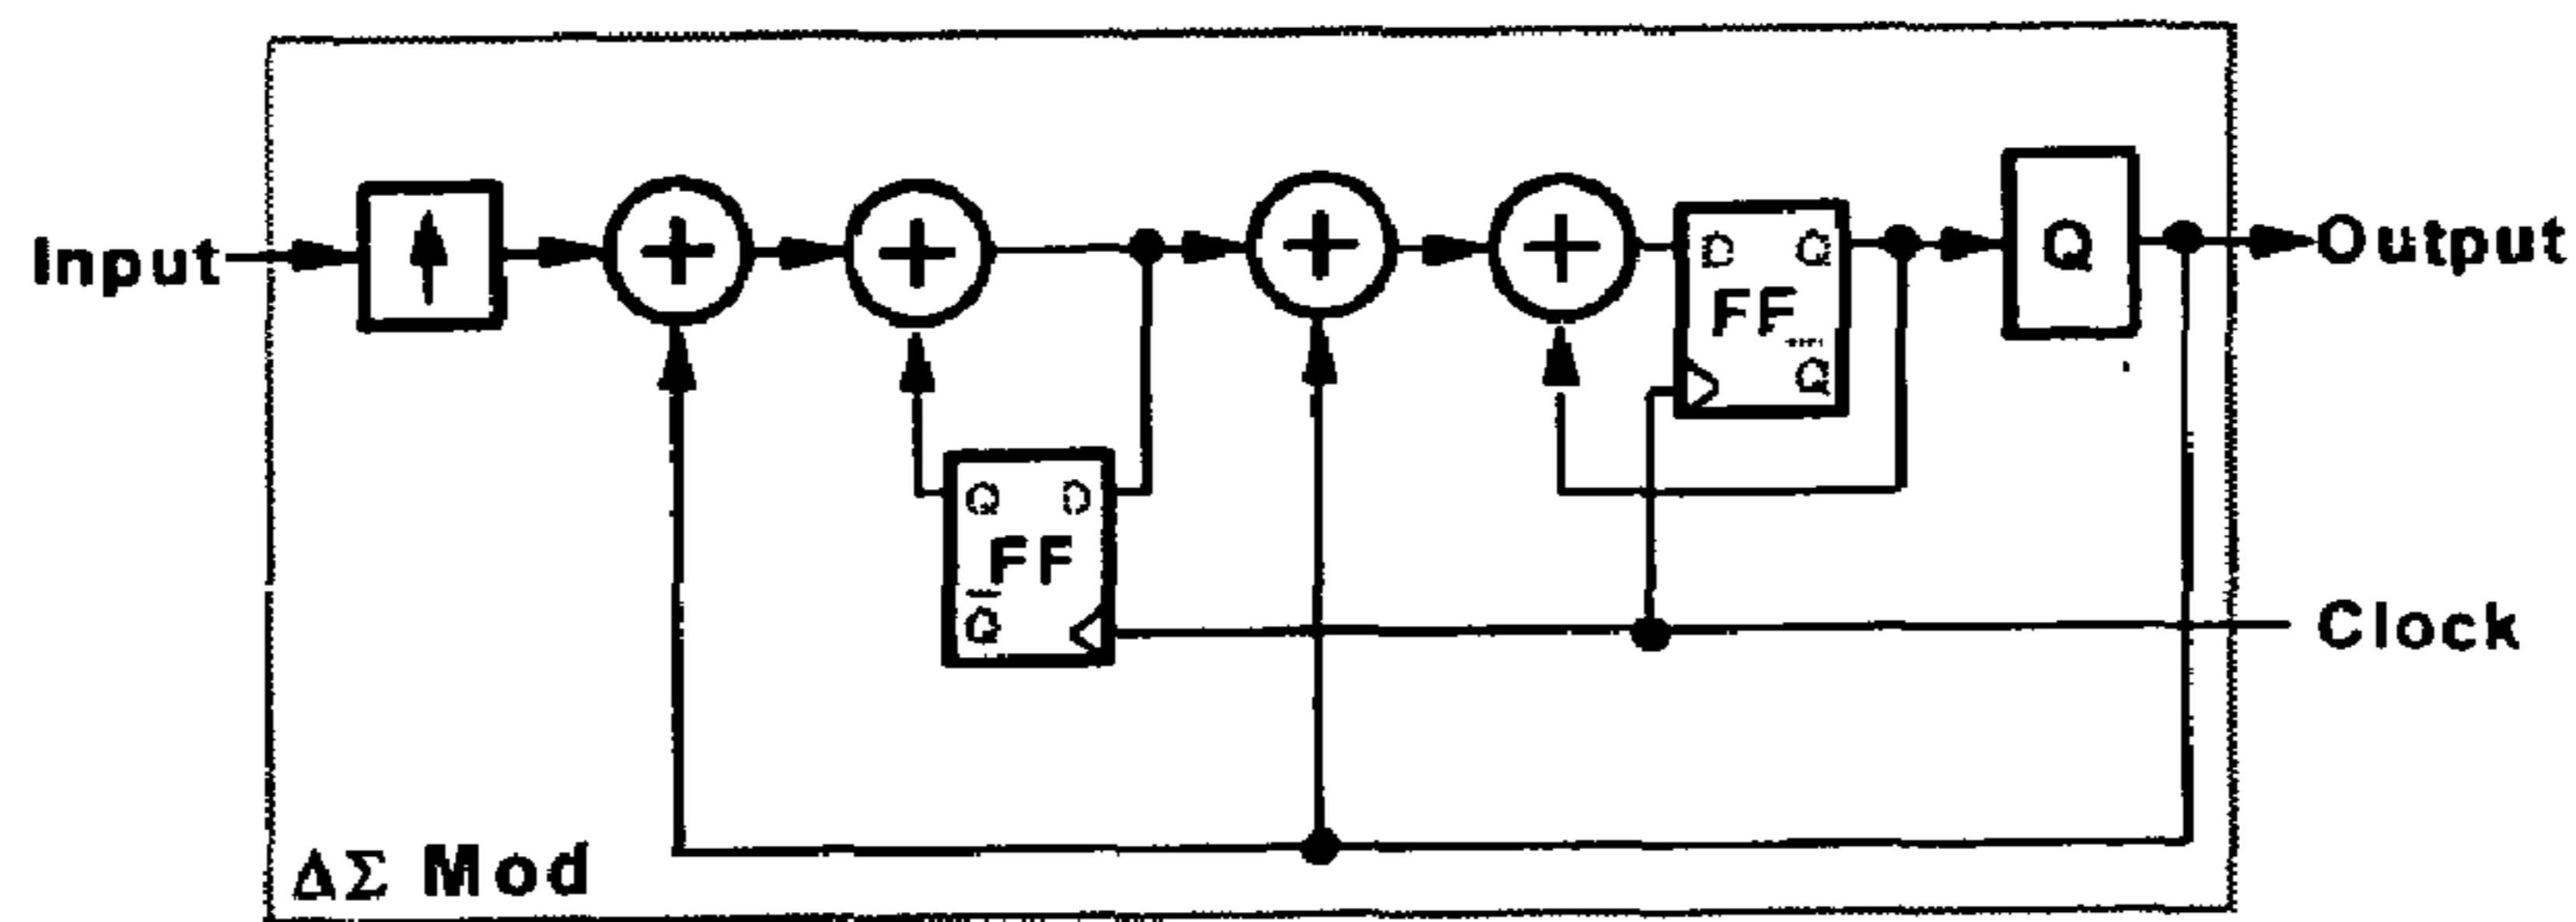 Input
↑
+
+
+
+
D Q
FF
Q̅
Q
Output
Q D
FF
Q̅
Clock
ΔΣ Mod